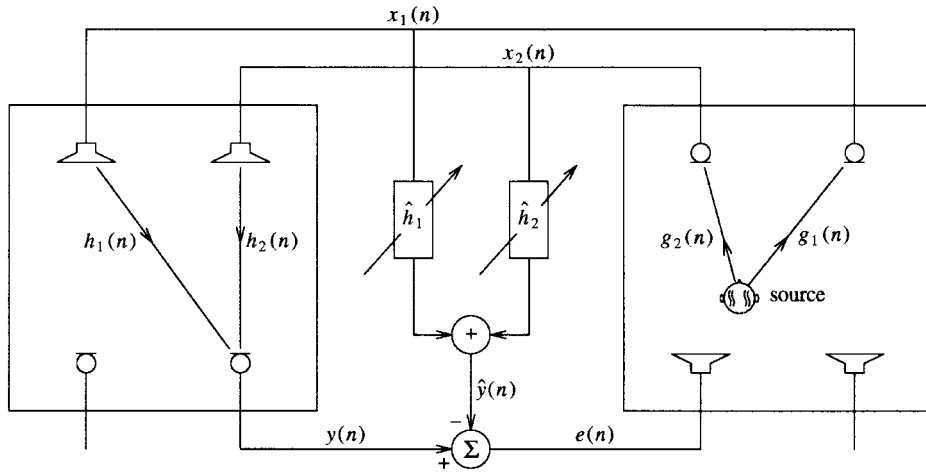 x₁(n)
x₂(n)
ĥ₁
ĥ₂
h₁(n)
h₂(n)
g₂(n)
g₁(n)
source
+
ŷ(n)
−
y(n)
+
Σ
e(n)